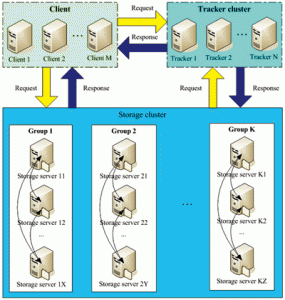 Client
Request
Tracker cluster
Response
Client 1 Client 2 Client M
Tracker 1 Tracker 2 Tracker N
Request Response Request Response
Storage cluster
Group 1 Group 2 Group K
Storage server 11 Storage server 21 Storage server K1
Storage server 12 Storage server 22 Storage server K2
... ... ...
...
Storage server 1X Storage server 2Y Storage server KZ